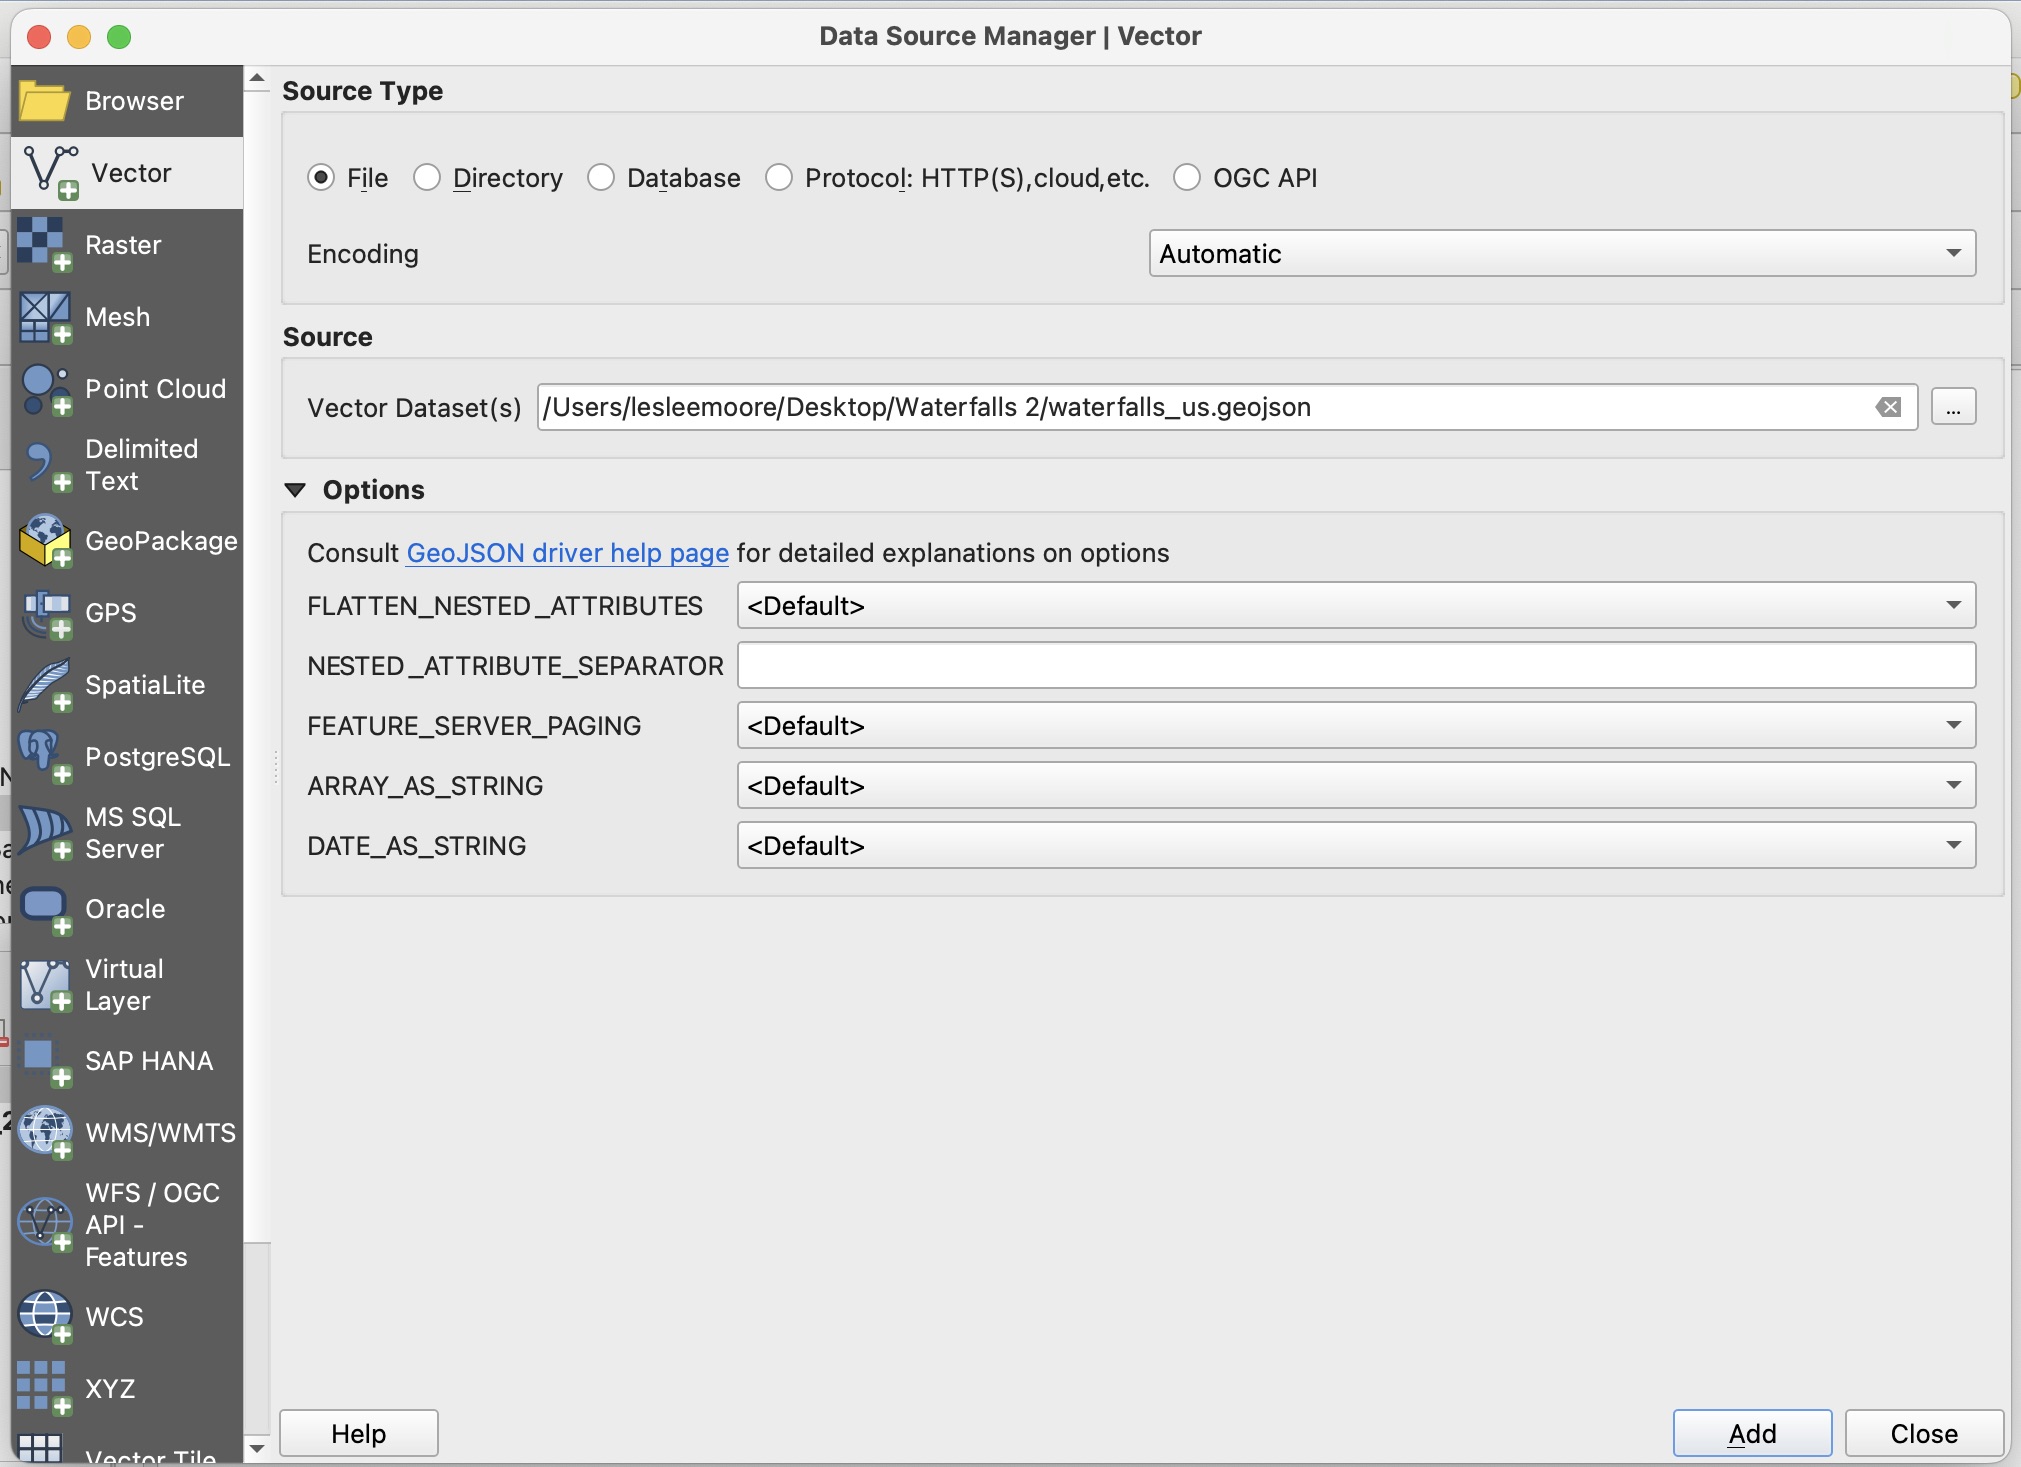 Data Source Manager | Vector
Browser
Vector
Raster
Mesh
Point Cloud
Delimited
Text
GeoPackage
GPS
SpatiaLite
PostgreSQL
MS SQL
Server
Oracle
Virtual
Layer
SAP HANA
WMS/WMTS
WFS / OGC
API -
Features
WCS
XYZ
Vector Tile
Source Type
File Directory Database Protocol: HTTP(S),cloud,etc. OGC API
Encoding Automatic
Source
Vector Dataset(s) /Users/lesleemoore/Desktop/Waterfalls 2/waterfalls_us.geojson ...
Options
Consult GeoJSON driver help page for detailed explanations on options
FLATTEN_NESTED_ATTRIBUTES <Default>
NESTED_ATTRIBUTE_SEPARATOR
FEATURE_SERVER_PAGING <Default>
ARRAY_AS_STRING <Default>
DATE_AS_STRING <Default>
Help Add Close